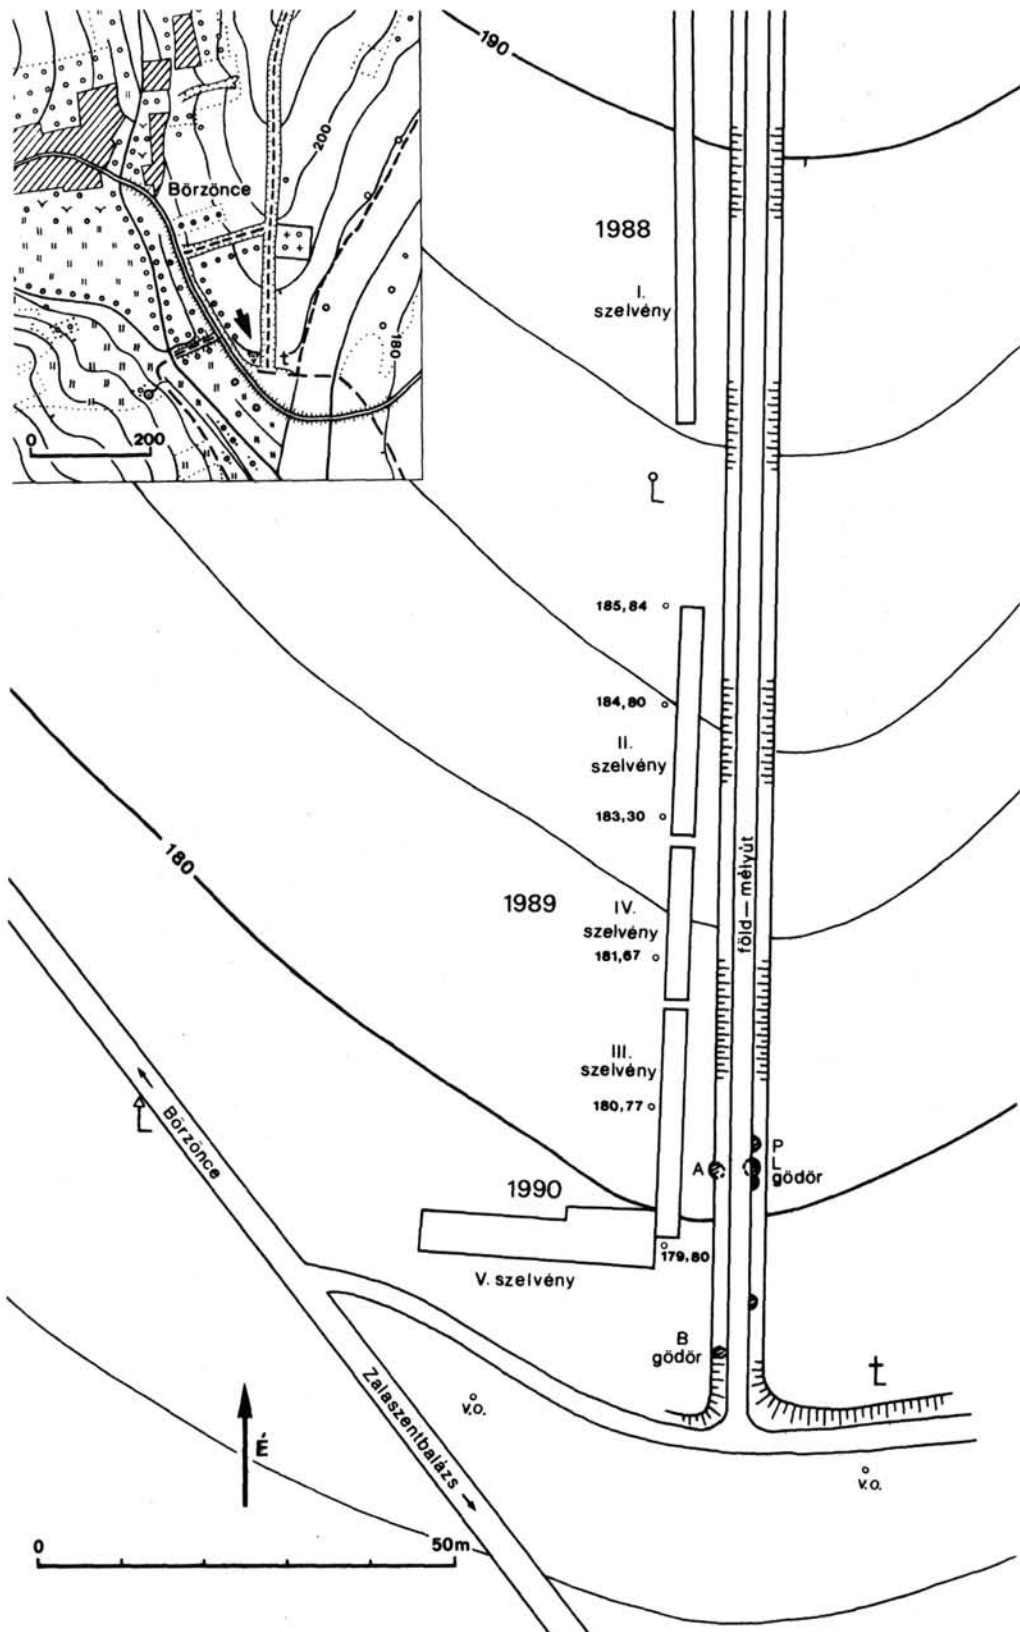 190
200
Börzönce
180
0 200
1988
I.
szelvény
185,84
184,80
II.
szelvény
183,30
180
föld—mélyút
1989
IV.
szelvény
181,67
III.
szelvény
180,77
Börzönce
P
A
L
gödör
1990
179,80
V. szelvény
B
gödör
Zalaszentbalázs
v.o.
É
v.o.
0 50m